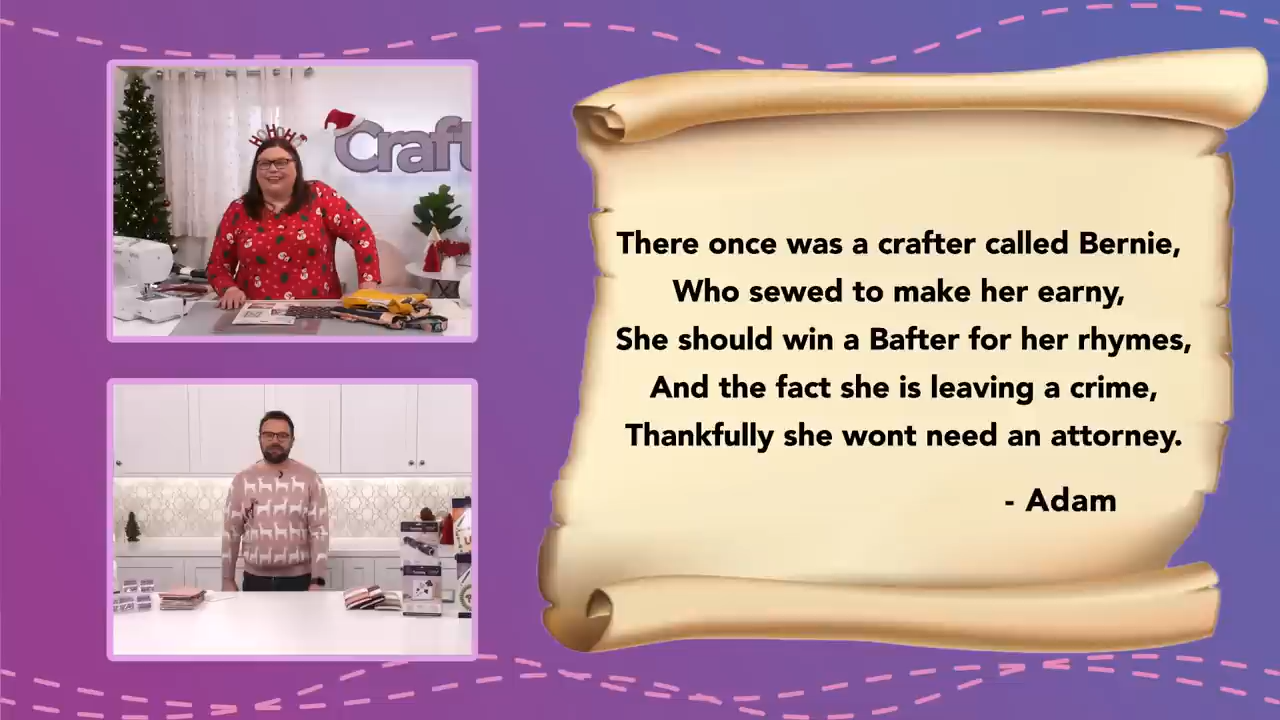 HOHOHO
Craft
There once was a crafter called Bernie,
Who sewed to make her earny,
She should win a Bafter for her rhymes,
And the fact she is leaving a crime,
Thankfully she wont need an attorney.
- Adam